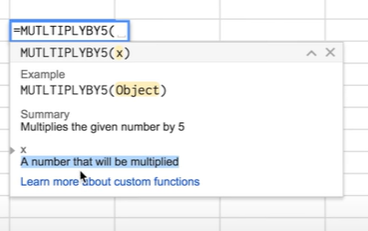 =MUTLTIPLYBY5(
MUTLTIPLYBY5(x)
Example
MUTLTIPLYBY5(Object)
Summary
Multiplies the given number by 5
x
A number that will be multiplied
Learn more about custom functions